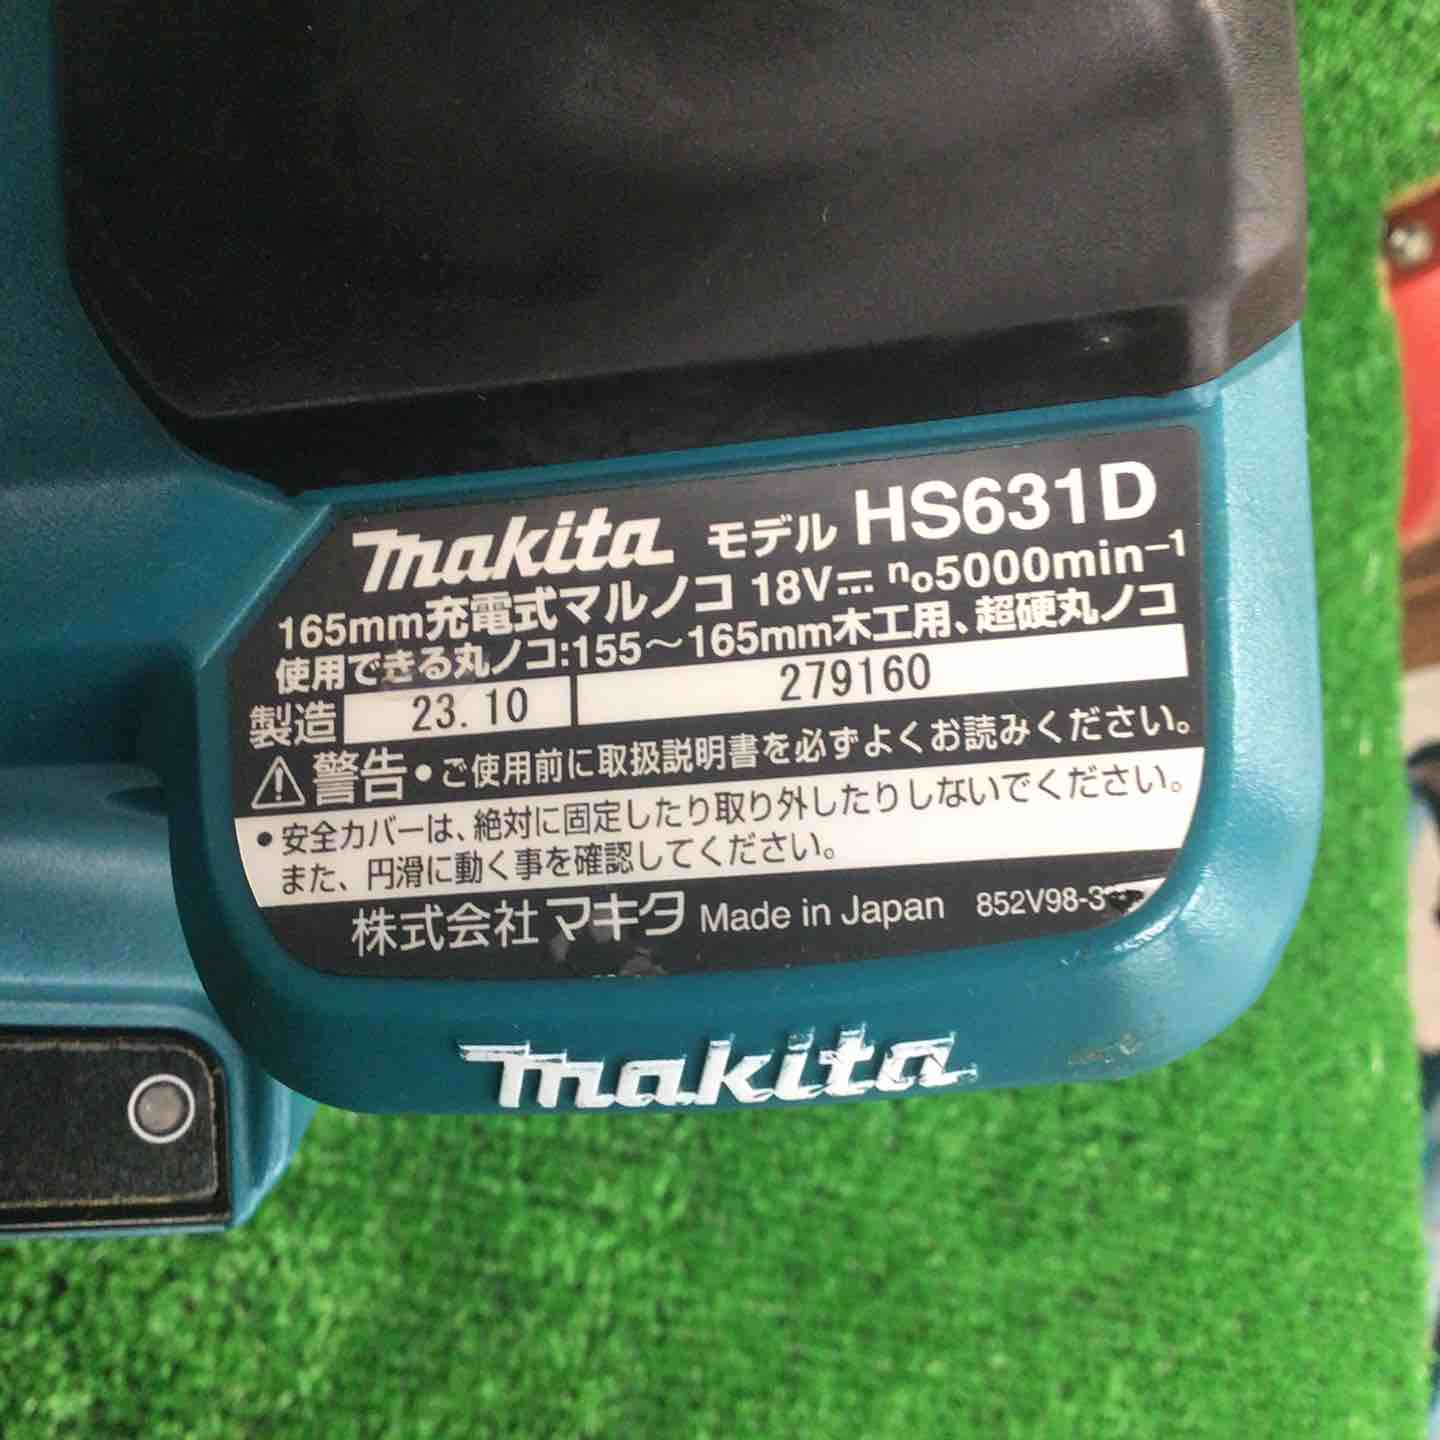 makita モデル HS631D
165mm充電式マルノコ 18V⎓ n₀5000min⁻¹
使用できる丸ノコ:155～165mm木工用、超硬丸ノコ
製造 23.10 279160
⚠警告 • ご使用前に取扱説明書を必ずよくお読みください。
• 安全カバーは、絶対に固定したり取り外したりしないでください。
また、円滑に動く事を確認してください。
株式会社マキタ Made in Japan
makita